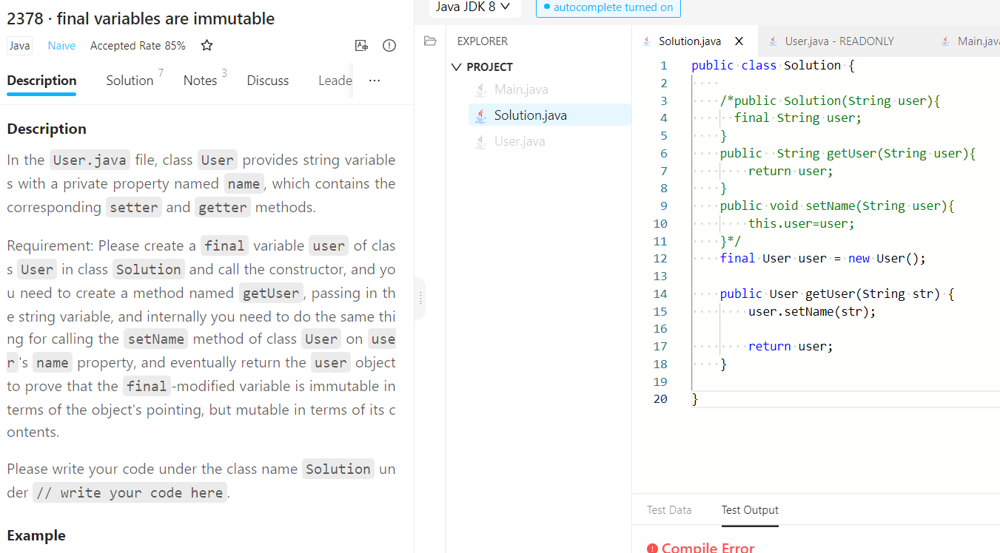 2378 · final variables are immutable
Java Naive Accepted Rate 85%
Description Solution 7 Notes 3 Discuss Leade ...
Description
In the User.java file, class User provides string variable
s with a private property named name, which contains the
corresponding setter and getter methods.
Requirement: Please create a final variable user of clas
s User in class Solution and call the constructor, and yo
u need to create a method named getUser, passing in th
e string variable, and internally you need to do the same thi
ng for calling the setName method of class User on use
r's name property, and eventually return the user object
to prove that the final-modified variable is immutable in
terms of the object's pointing, but mutable in terms of its c
ontents.
Please write your code under the class name Solution un
der // write your code here.
Example
Java JDK 8 autocomplete turned on
EXPLORER
PROJECT
Main.java
Solution.java
User.java
Solution.java X User.java - READONLY Main.java
1 public class Solution {
2
3 /*public Solution(String user){
4 final String user;
5 }
6 public  String getUser(String user){
7 return user;
8 }
9 public void setName(String user){
10 this.user=user;
11 }*/
12 final User user = new User();
13
14 public User getUser(String str) {
15 user.setName(str);
16
17 return user;
18 }
19
20 }
Test Data Test Output
Compile Error